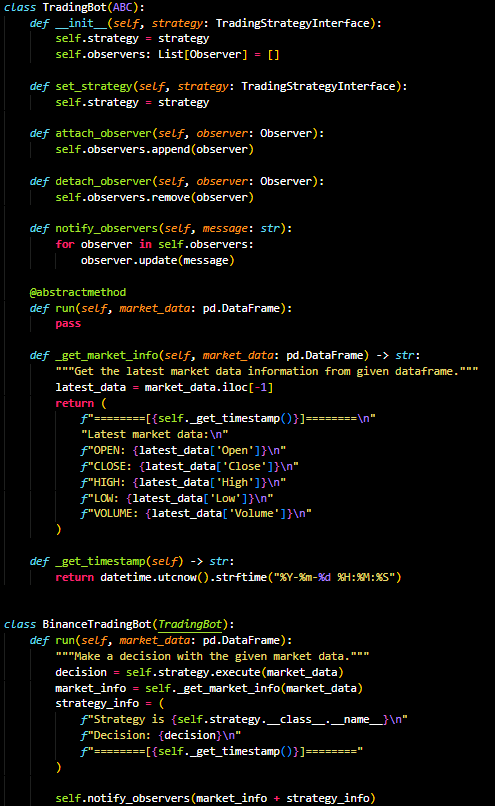 class TradingBot(ABC):
    def __init__(self, strategy: TradingStrategyInterface):
        self.strategy = strategy
        self.observers: List[Observer] = []

    def set_strategy(self, strategy: TradingStrategyInterface):
        self.strategy = strategy

    def attach_observer(self, observer: Observer):
        self.observers.append(observer)

    def detach_observer(self, observer: Observer):
        self.observers.remove(observer)

    def notify_observers(self, message: str):
        for observer in self.observers:
            observer.update(message)

    @abstractmethod
    def run(self, market_data: pd.DataFrame):
        pass

    def _get_market_info(self, market_data: pd.DataFrame) -> str:
        """Get the latest market data information from given dataframe."""
        latest_data = market_data.iloc[-1]
        return (
            f"========[{self._get_timestamp()}]========\n"
            "Latest market data:\n"
            f"OPEN: {latest_data['Open']}\n"
            f"CLOSE: {latest_data['Close']}\n"
            f"HIGH: {latest_data['High']}\n"
            f"LOW: {latest_data['Low']}\n"
            f"VOLUME: {latest_data['Volume']}\n"
        )

    def _get_timestamp(self) -> str:
        return datetime.utcnow().strftime("%Y-%m-%d %H:%M:%S")


class BinanceTradingBot(TradingBot):
    def run(self, market_data: pd.DataFrame):
        """Make a decision with the given market data."""
        decision = self.strategy.execute(market_data)
        market_info = self._get_market_info(market_data)
        strategy_info = (
            f"Strategy is {self.strategy.__class__.__name__}\n"
            f"Decision: {decision}\n"
            f"========[{self._get_timestamp()}]========"
        )

        self.notify_observers(market_info + strategy_info)